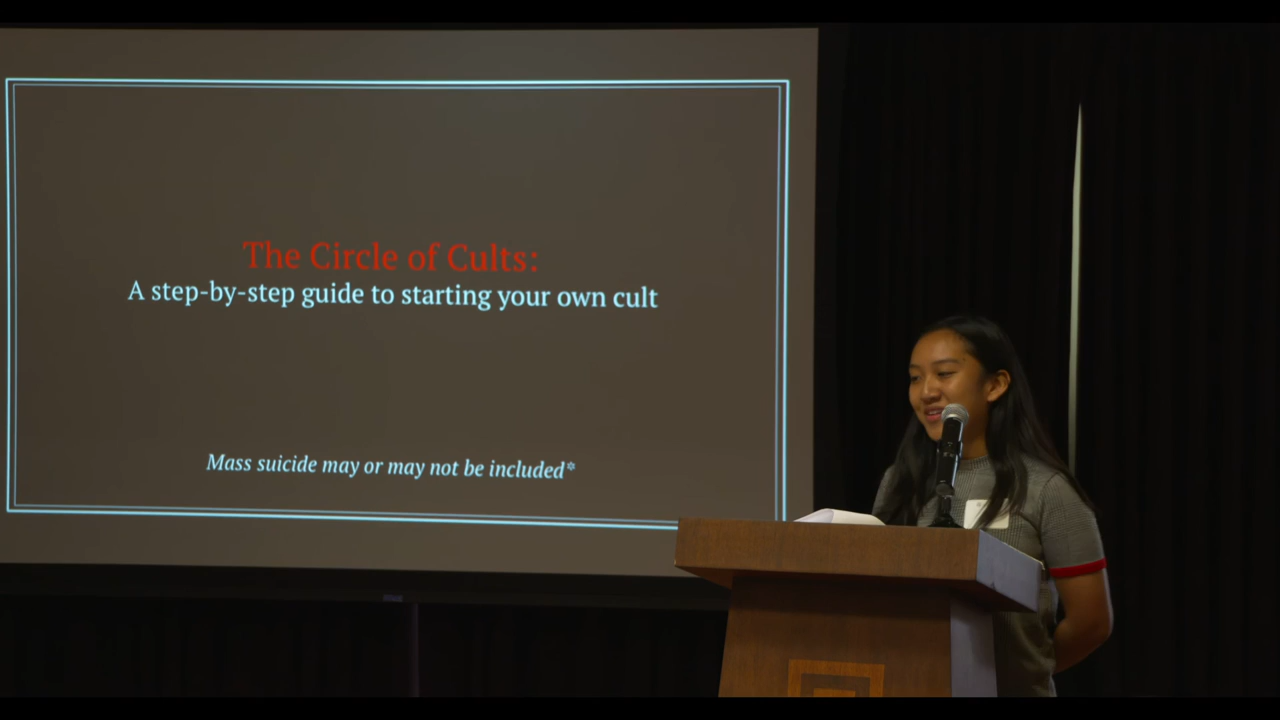 The Circle of Cults:
A step-by-step guide to starting your own cult
Mass suicide may or may not be included*